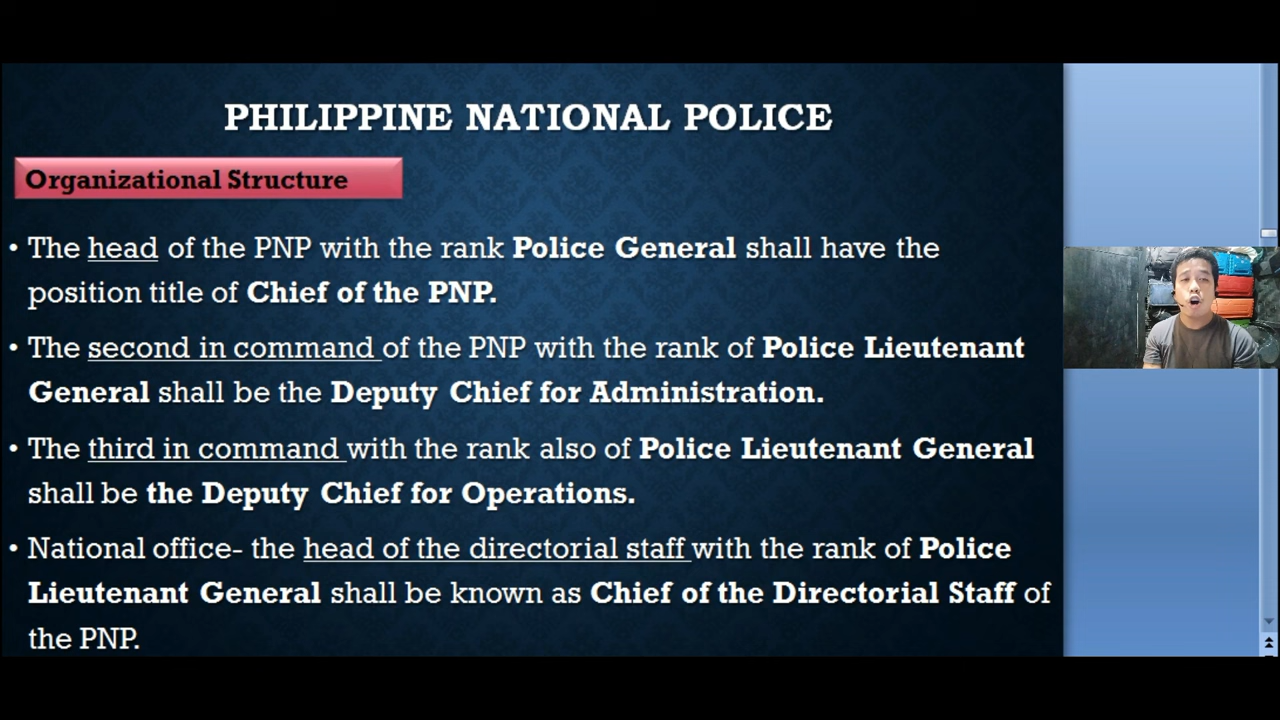 PHILIPPINE NATIONAL POLICE
Organizational Structure
• The head of the PNP with the rank Police General shall have the
position title of Chief of the PNP.
• The second in command of the PNP with the rank of Police Lieutenant
General shall be the Deputy Chief for Administration.
• The third in command with the rank also of Police Lieutenant General
shall be the Deputy Chief for Operations.
• National office- the head of the directorial staff with the rank of Police
Lieutenant General shall be known as Chief of the Directorial Staff of
the PNP.